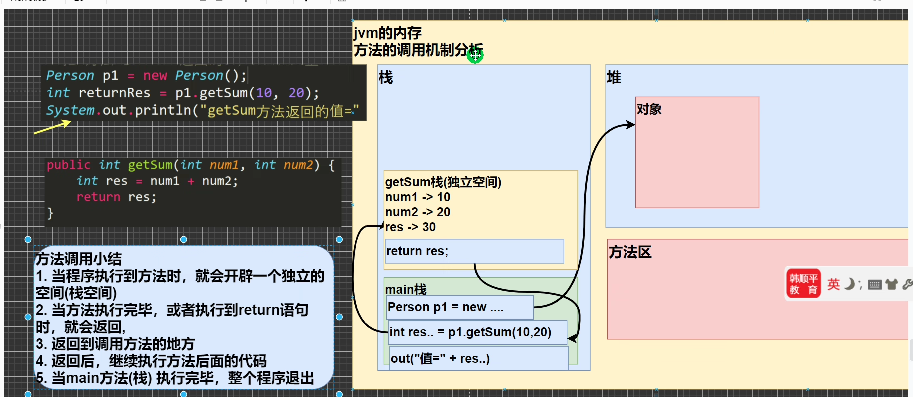 jvm的内存
方法的调用机制分析
Person p1 = new Person();
int returnRes = p1.getSum(10, 20);
System.out.println("getSum方法返回的值=
public int getSum(int num1, int num2) {
int res = num1 + num2;
return res;
}
方法调用小结
1. 当程序执行到方法时，就会开辟一个独立的
空间(栈空间)
2. 当方法执行完毕，或者执行到return语句
时，就会返回,
3. 返回到调用方法的地方
4. 返回后，继续执行方法后面的代码
5. 当main方法(栈) 执行完毕，整个程序退出
栈
getSum栈(独立空间)
num1 -> 10
num2 -> 20
res -> 30
return res;
main栈
Person p1 = new ....
int res.. = p1.getSum(10,20)
out("值=" + res..)
堆
对象
方法区
韩顺平
教育
英